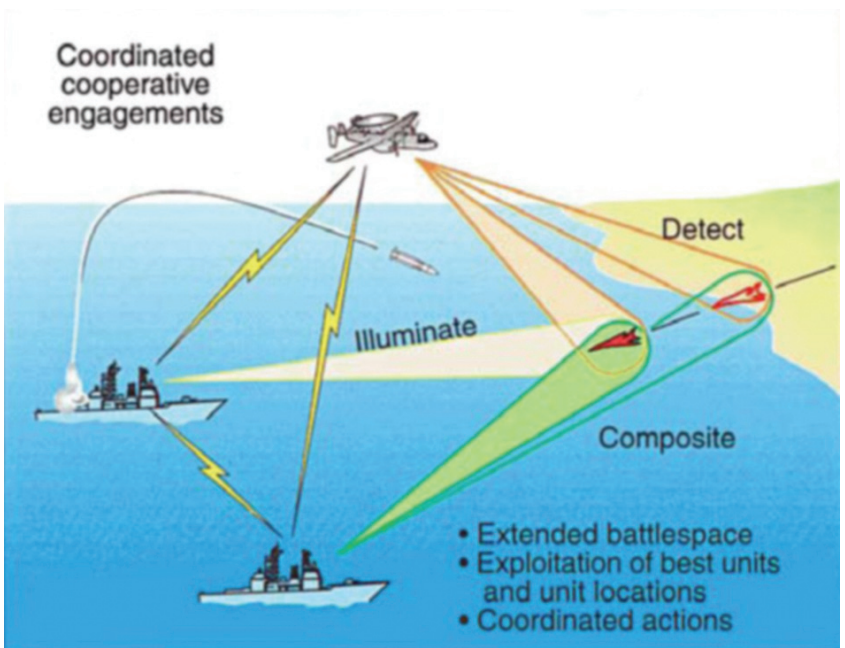 Coordinated
cooperative
engagements
Detect
Illuminate
Composite
• Extended battlespace
• Exploitation of best units
and unit locations
• Coordinated actions